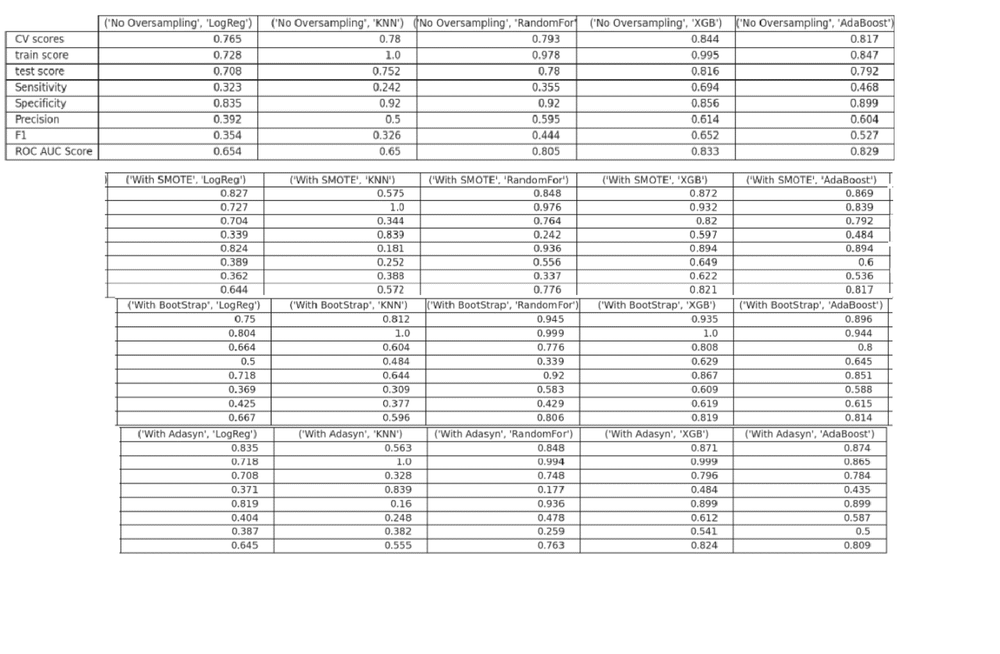 ('No Oversampling', 'LogReg') ('No Oversampling', 'KNN') ('No Oversampling', 'RandomFor' ('No Oversampling', 'XGB') ('No Oversampling', 'AdaBoost')
CV scores 0.765 0.78 0.793 0.844 0.817
train score 0.728 1.0 0.978 0.995 0.847
test score 0.708 0.752 0.78 0.816 0.792
Sensitivity 0.323 0.242 0.355 0.694 0.468
Specificity 0.835 0.92 0.92 0.856 0.899
Precision 0.392 0.5 0.595 0.614 0.604
F1 0.354 0.326 0.444 0.652 0.527
ROC AUC Score 0.654 0.65 0.805 0.833 0.829
) ('With SMOTE', 'LogReg') ('With SMOTE', 'KNN') ('With SMOTE', 'RandomFor') ('With SMOTE', 'XGB') ('With SMOTE', 'AdaBoost')
0.827 0.575 0.848 0.872 0.869
0.727 1.0 0.976 0.932 0.839
0.704 0.344 0.764 0.82 0.792
0.339 0.839 0.242 0.597 0.484
0.824 0.181 0.936 0.894 0.894
0.389 0.252 0.556 0.649 0.6
0.362 0.388 0.337 0.622 0.536
0.644 0.572 0.776 0.821 0.817
('With BootStrap', 'LogReg') ('With BootStrap', 'KNN') ('With BootStrap', 'RandomFor') ('With BootStrap', 'XGB') ('With BootStrap', 'AdaBoost')
0.75 0.812 0.945 0.935 0.896
0.804 1.0 0.999 1.0 0.944
0.664 0.604 0.776 0.808 0.8
0.5 0.484 0.339 0.629 0.645
0.718 0.644 0.92 0.867 0.851
0.369 0.309 0.583 0.609 0.588
0.425 0.377 0.429 0.619 0.615
0.667 0.596 0.806 0.819 0.814
('With Adasyn', 'LogReg') ('With Adasyn', 'KNN') ('With Adasyn', 'RandomFor') ('With Adasyn', 'XGB') ('With Adasyn', 'AdaBoost')
0.835 0.563 0.848 0.871 0.874
0.718 1.0 0.994 0.999 0.865
0.708 0.328 0.748 0.796 0.784
0.371 0.839 0.177 0.484 0.435
0.819 0.16 0.936 0.899 0.899
0.404 0.248 0.478 0.612 0.587
0.387 0.382 0.259 0.541 0.5
0.645 0.555 0.763 0.824 0.809